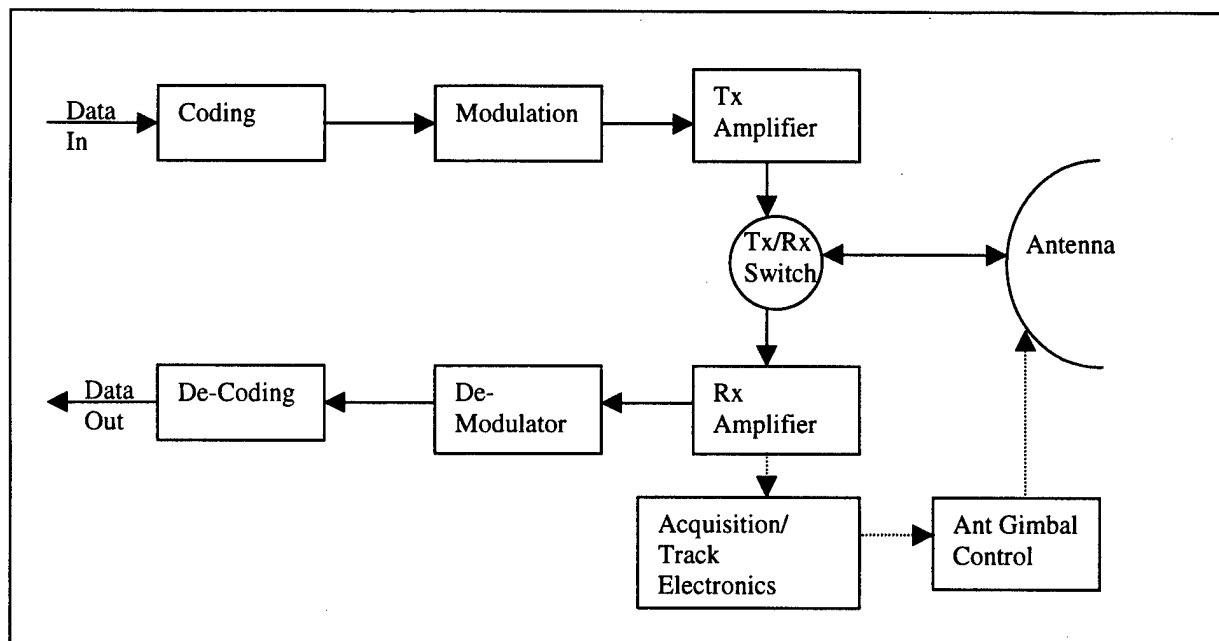 Data
In
Coding
Modulation
Tx
Amplifier
Tx/Rx
Switch
Antenna
Data
Out
De-Coding
De-
Modulator
Rx
Amplifier
Acquisition/
Track
Electronics
Ant Gimbal
Control